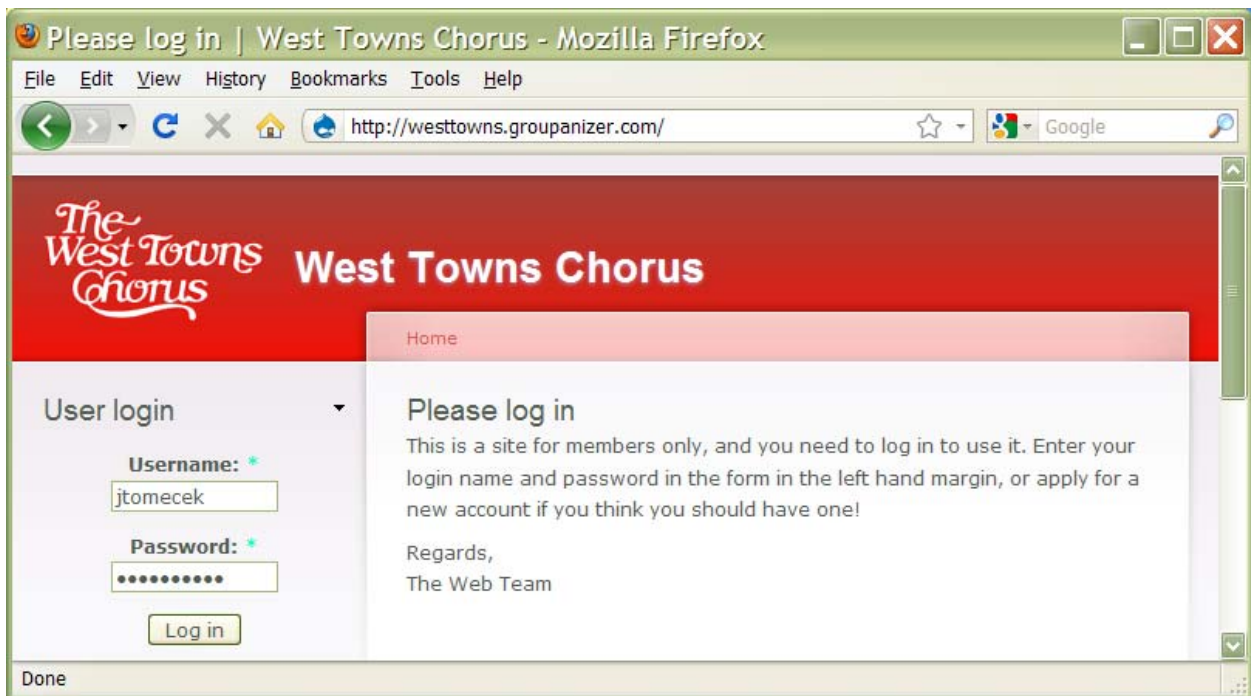 Please log in | West Towns Chorus - Mozilla Firefox
File Edit View History Bookmarks Tools Help
http://westtowns.groupanizer.com/ Google
The
West Towns
Chorus
West Towns Chorus
Home
User login
Username: *
jtomecek
Password: *
••••••••••
Log in
Please log in
This is a site for members only, and you need to log in to use it. Enter your
login name and password in the form in the left hand margin, or apply for a
new account if you think you should have one!
Regards,
The Web Team
Done